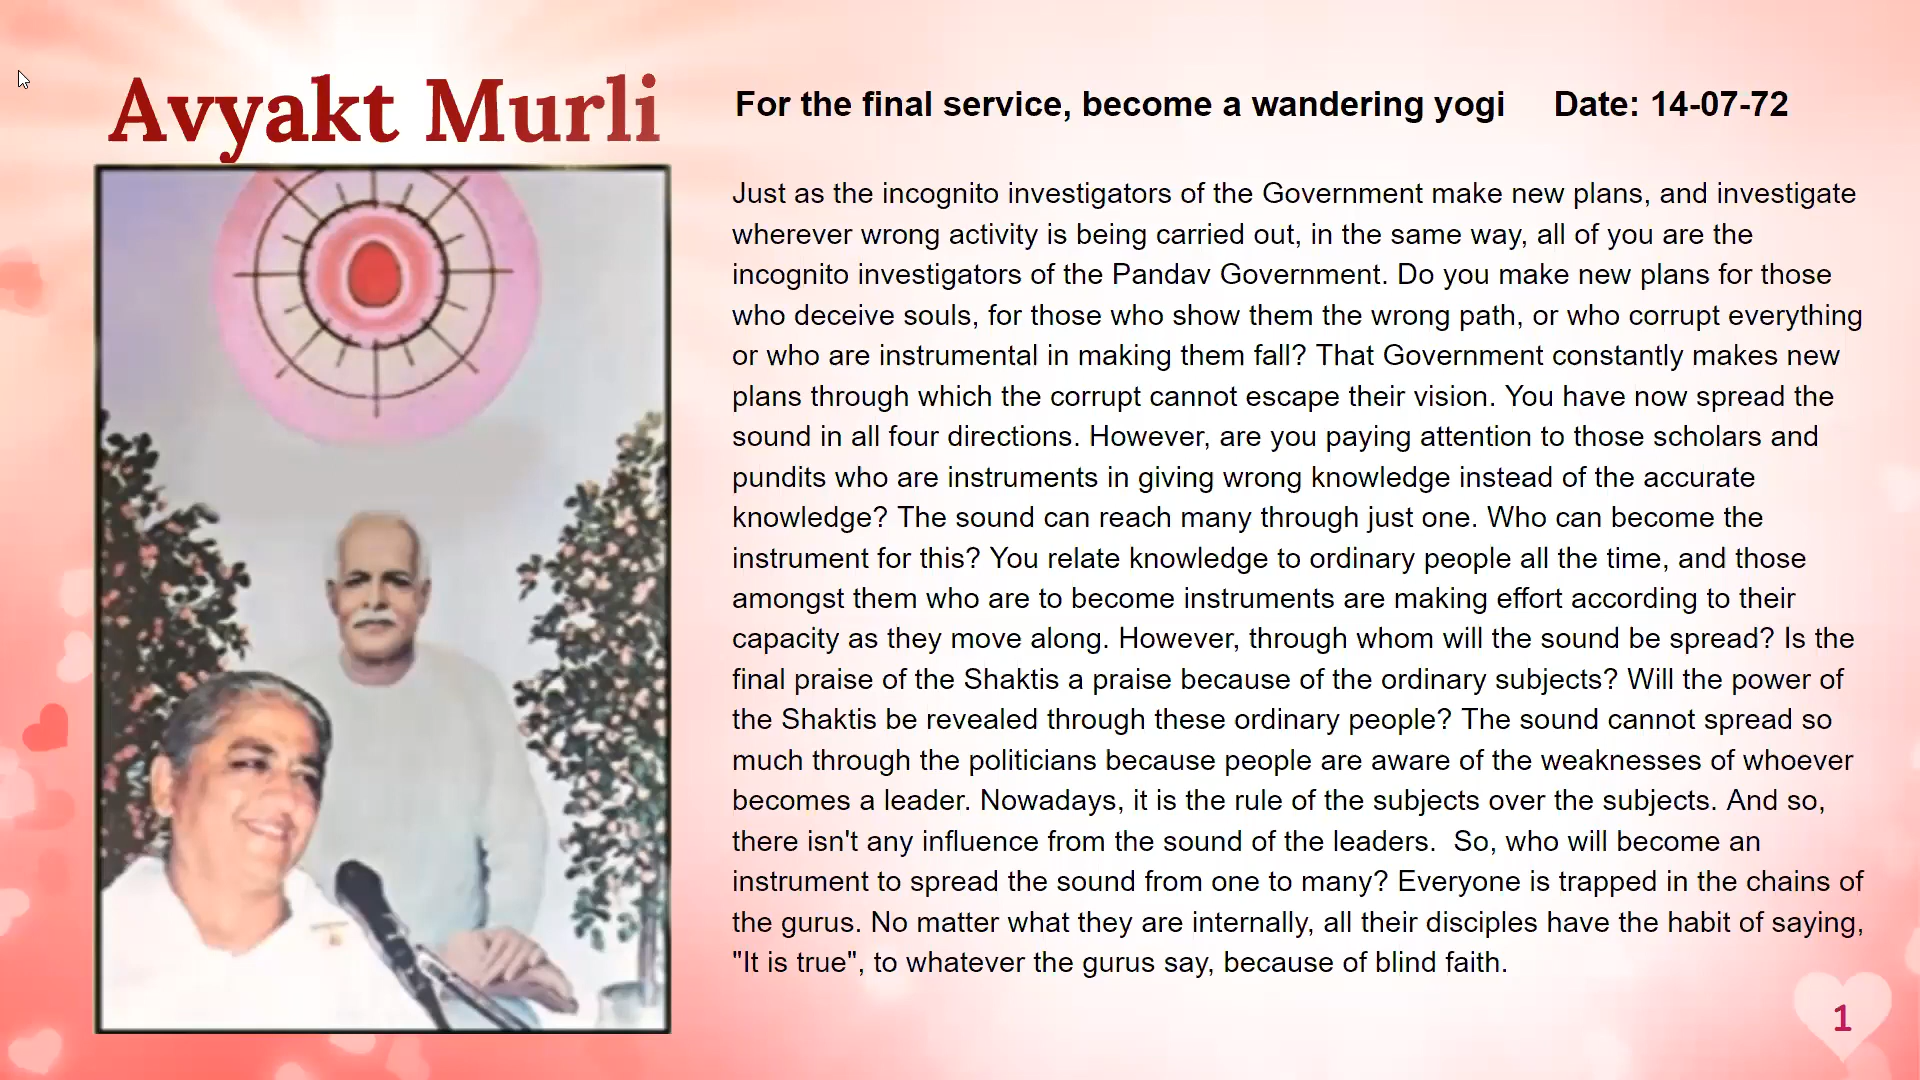 Avyakt Murli
For the final service, become a wandering yogi Date: 14-07-72
Just as the incognito investigators of the Government make new plans, and investigate
wherever wrong activity is being carried out, in the same way, all of you are the
incognito investigators of the Pandav Government. Do you make new plans for those
who deceive souls, for those who show them the wrong path, or who corrupt everything
or who are instrumental in making them fall? That Government constantly makes new
plans through which the corrupt cannot escape their vision. You have now spread the
sound in all four directions. However, are you paying attention to those scholars and
pundits who are instruments in giving wrong knowledge instead of the accurate
knowledge? The sound can reach many through just one. Who can become the
instrument for this? You relate knowledge to ordinary people all the time, and those
amongst them who are to become instruments are making effort according to their
capacity as they move along. However, through whom will the sound be spread? Is the
final praise of the Shaktis a praise because of the ordinary subjects? Will the power of
the Shaktis be revealed through these ordinary people? The sound cannot spread so
much through the politicians because people are aware of the weaknesses of whoever
becomes a leader. Nowadays, it is the rule of the subjects over the subjects. And so,
there isn't any influence from the sound of the leaders.  So, who will become an
instrument to spread the sound from one to many? Everyone is trapped in the chains of
the gurus. No matter what they are internally, all their disciples have the habit of saying,
"It is true", to whatever the gurus say, because of blind faith.
1